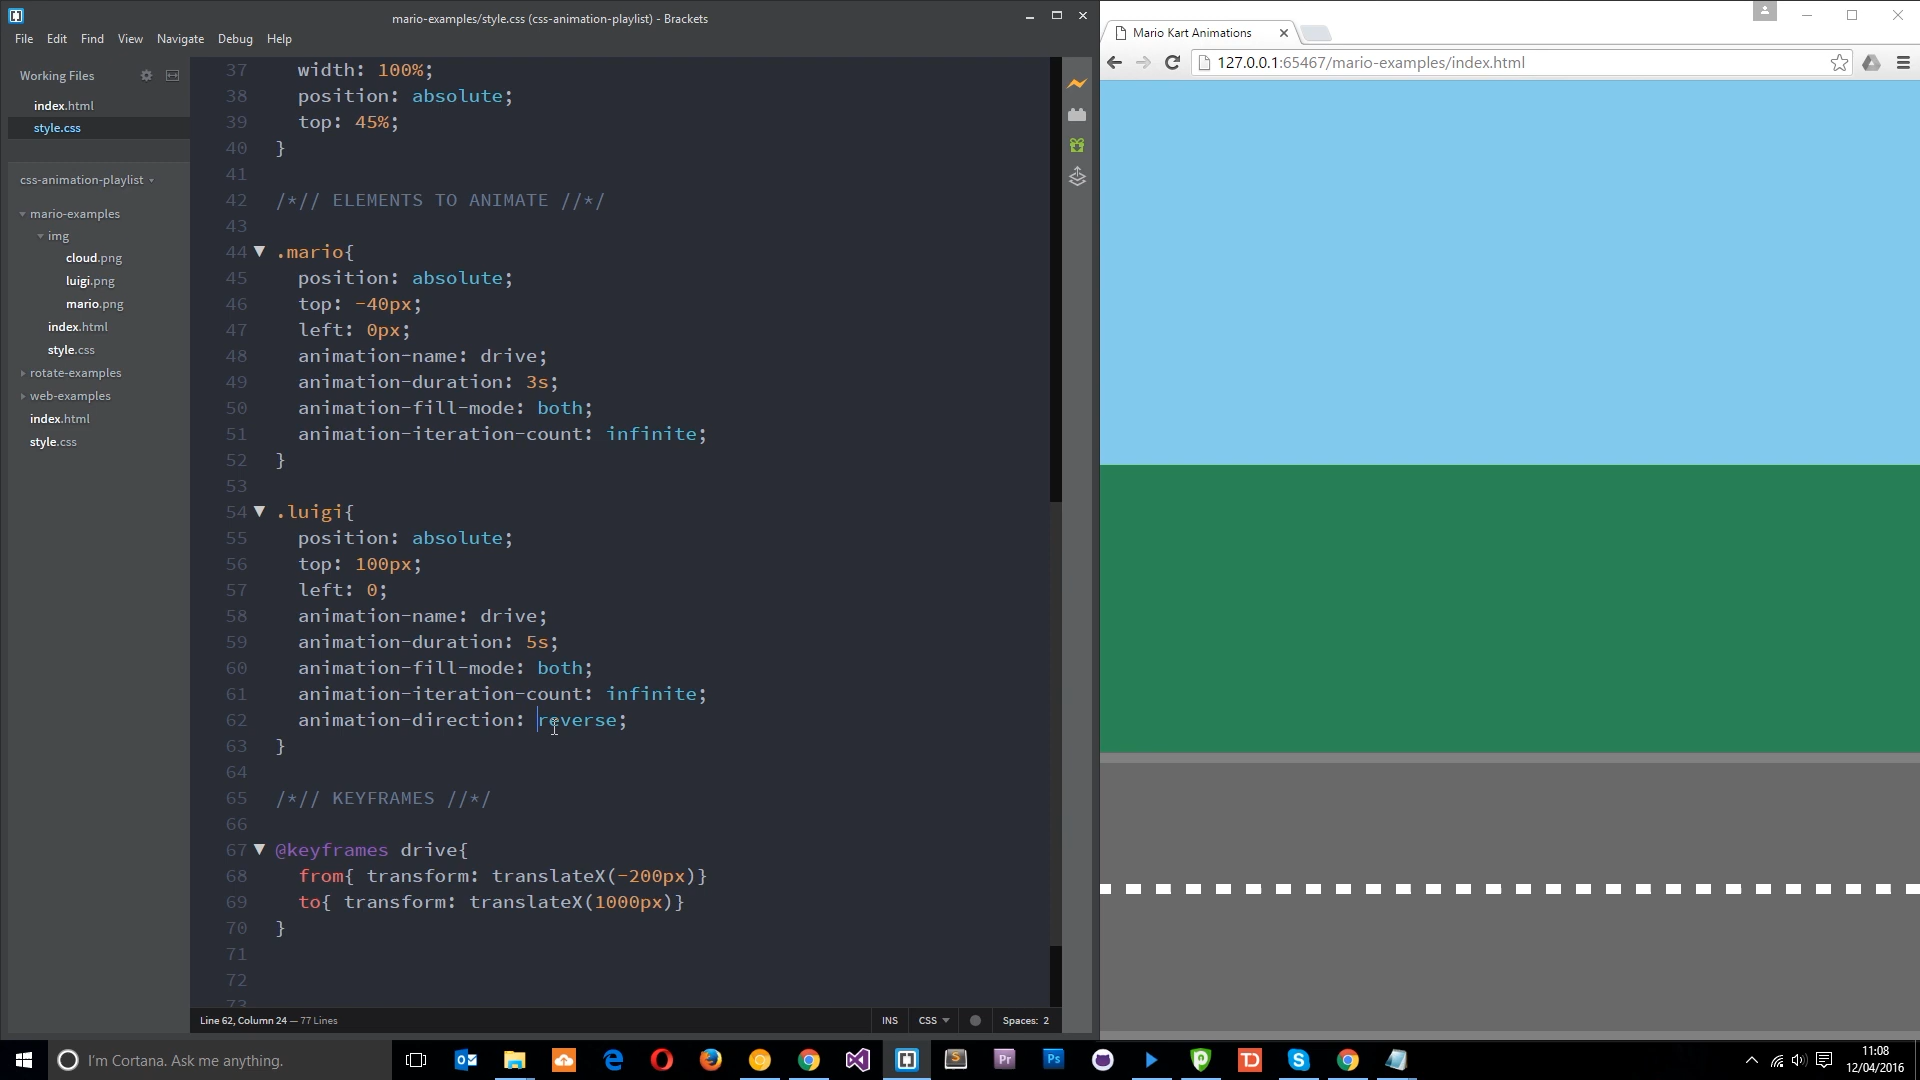 mario-examples/style.css (css-animation-playlist) - Brackets
File Edit Find View Navigate Debug Help
Working Files
index.html
style.css
css-animation-playlist
mario-examples
img
cloud.png
luigi.png
mario.png
index.html
style.css
rotate-examples
web-examples
index.html
style.css
37 width: 100%;
38 position: absolute;
39 top: 45%;
40 }
41
42 /*// ELEMENTS TO ANIMATE //*/
43
44 .mario{
45 position: absolute;
46 top: -40px;
47 left: 0px;
48 animation-name: drive;
49 animation-duration: 3s;
50 animation-fill-mode: both;
51 animation-iteration-count: infinite;
52 }
53
54 .luigi{
55 position: absolute;
56 top: 100px;
57 left: 0;
58 animation-name: drive;
59 animation-duration: 5s;
60 animation-fill-mode: both;
61 animation-iteration-count: infinite;
62 animation-direction: reverse;
63 }
64
65 /*// KEYFRAMES //*/
66
67 @keyframes drive{
68 from{ transform: translateX(-200px)}
69 to{ transform: translateX(1000px)}
70 }
71
72
73
Line 62, Column 24 — 77 Lines
INS CSS Spaces: 2
Mario Kart Animations
127.0.0.1:65467/mario-examples/index.html
I'm Cortana. Ask me anything.
Pr
Ps
TD
11:08
12/04/2016